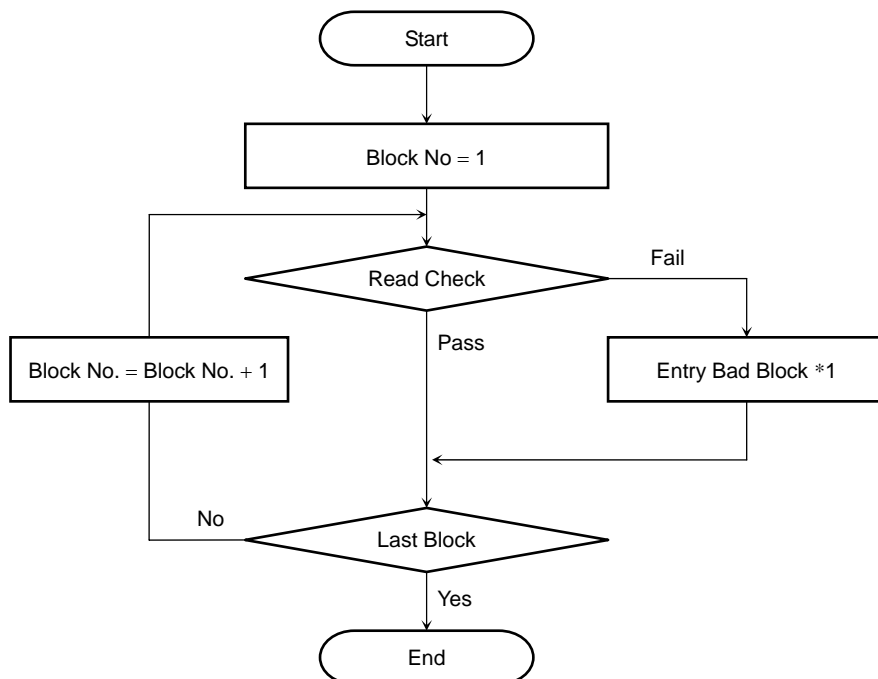 Start
Block No = 1
Read Check
Fail
Pass
Block No. = Block No. + 1
Entry Bad Block *1
No
Last Block
Yes
End